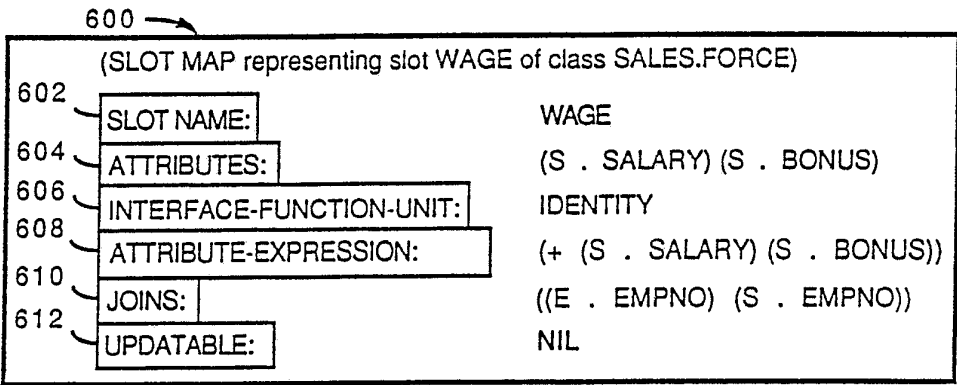 600
(SLOT MAP representing slot WAGE of class SALES.FORCE)
602 SLOT NAME: WAGE
604 ATTRIBUTES: (S . SALARY) (S . BONUS)
606 INTERFACE-FUNCTION-UNIT: IDENTITY
608 ATTRIBUTE-EXPRESSION: (+ (S . SALARY) (S . BONUS))
610 JOINS: ((E . EMPNO) (S . EMPNO))
612 UPDATABLE: NIL